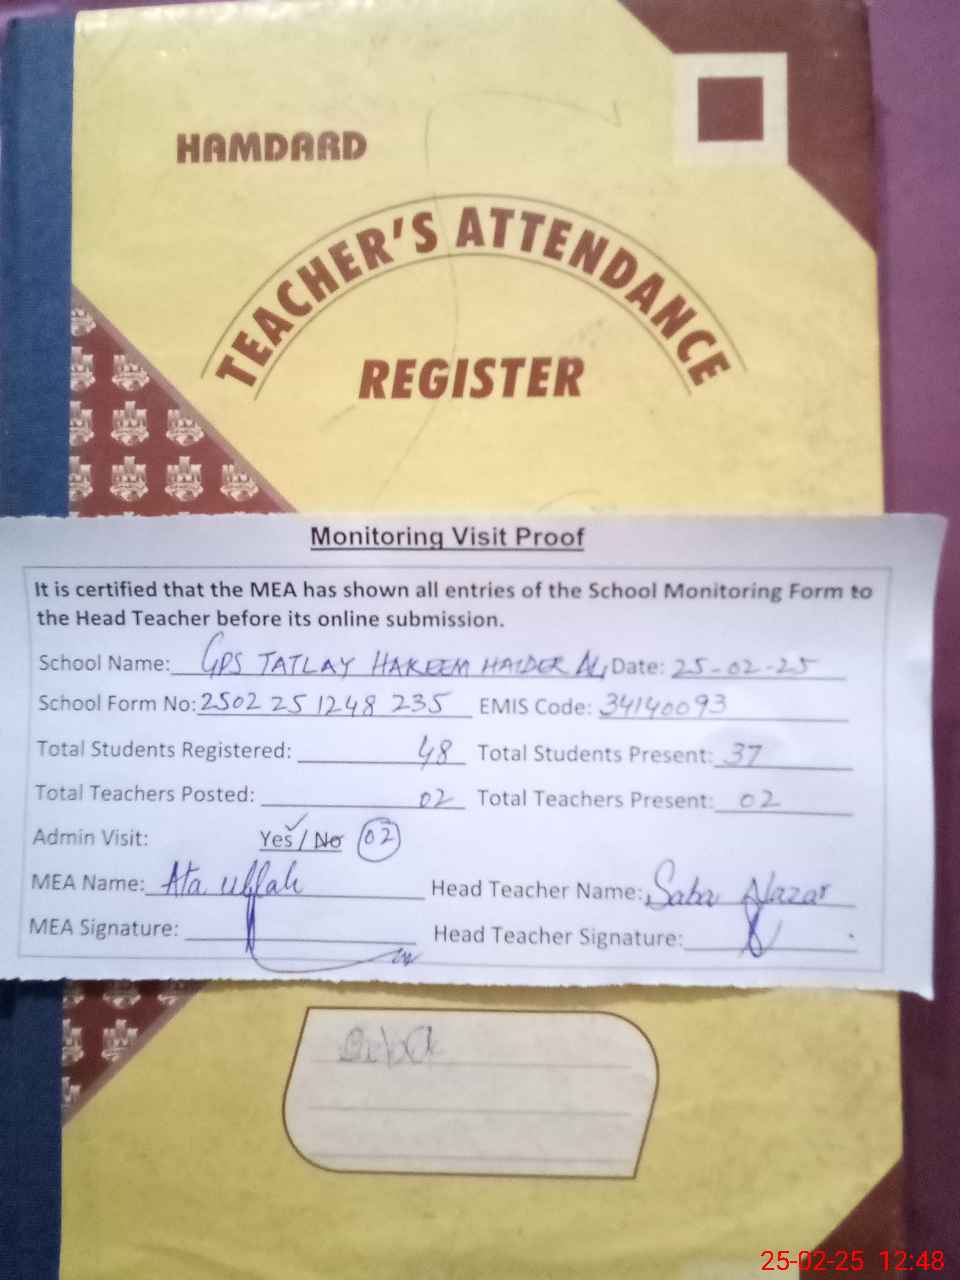 HAMDARD
TEACHER'S ATTENDANCE
REGISTER
Monitoring Visit Proof
It is certified that the MEA has shown all entries of the School Monitoring Form to
the Head Teacher before its online submission.
School Name: GPS TATLAY HAKEEM HAIDER ALI Date: 25-02-25
School Form No: 2502 25 1248 235 EMIS Code: 34140093
Total Students Registered: 48 Total Students Present: 37
Total Teachers Posted: 02 Total Teachers Present: 02
Admin Visit: Yes / No 02
MEA Name: Ata ullah Head Teacher Name: Saba Nazar
MEA Signature: Head Teacher Signature:
25-02-25 12:48